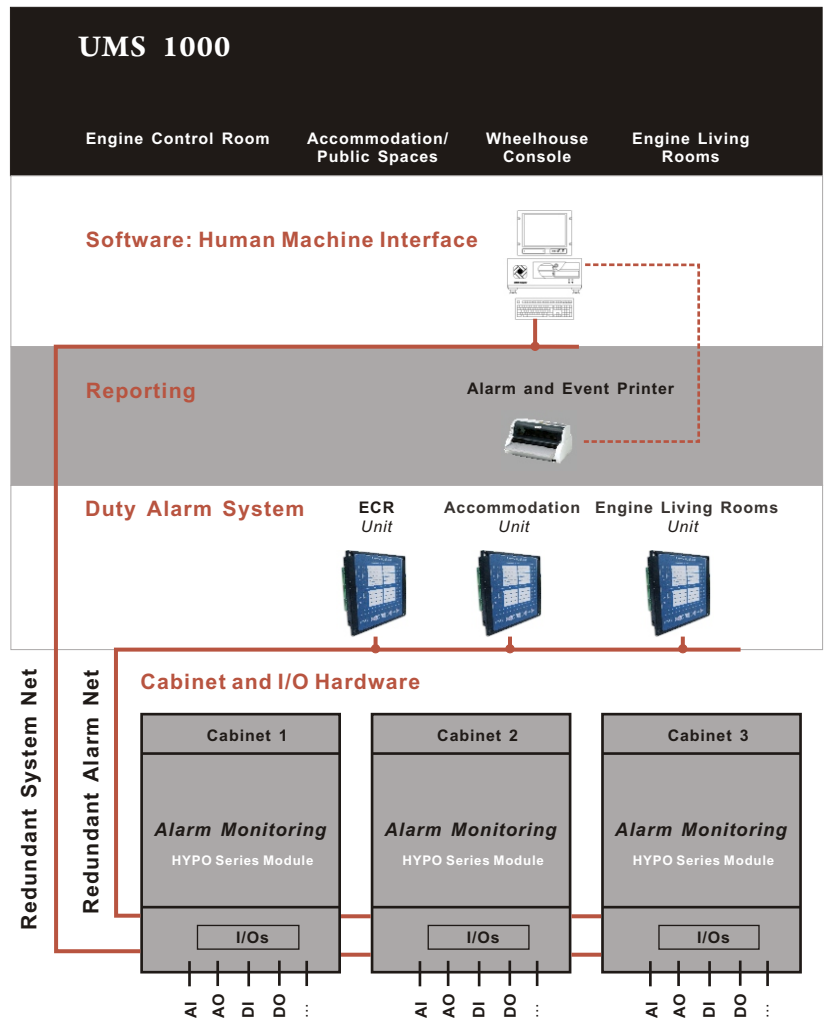 UMS 1000
Engine Control Room
Accommodation/
Public Spaces
Wheelhouse
Console
Engine Living
Rooms
Software: Human Machine Interface
Reporting
Alarm and Event Printer
Duty Alarm System
ECR
Unit
Accommodation
Unit
Engine Living Rooms
Unit
Redundant System Net
Redundant Alarm Net
Cabinet and I/O Hardware
Cabinet 1
Alarm Monitoring
HYPO Series Module
I/Os
AI
AO
DI
DO
...
Cabinet 2
Alarm Monitoring
HYPO Series Module
I/Os
AI
AO
DI
DO
...
Cabinet 3
Alarm Monitoring
HYPO Series Module
I/Os
AI
AO
DI
DO
...